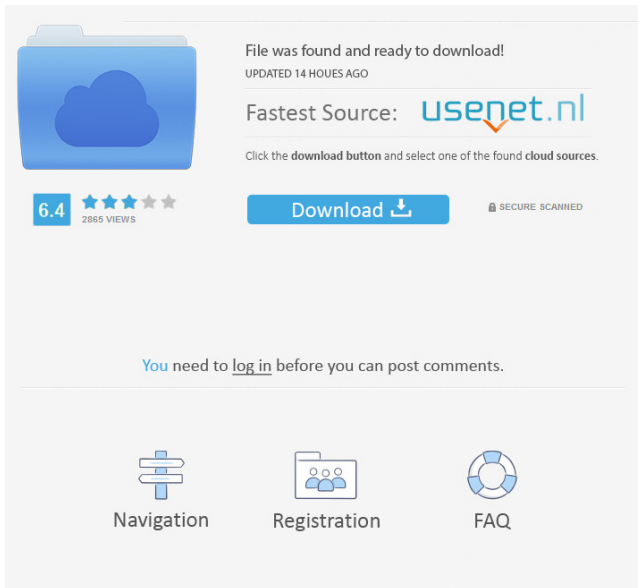 File was found and ready to download!
UPDATED 14 HOUES AGO
Fastest Source: usenet.nl
Click the download button and select one of the found cloud sources.
6.4
2865 VIEWS
Download
SECURE SCANNED
You need to log in before you can post comments.
Navigation
Registration
FAQ